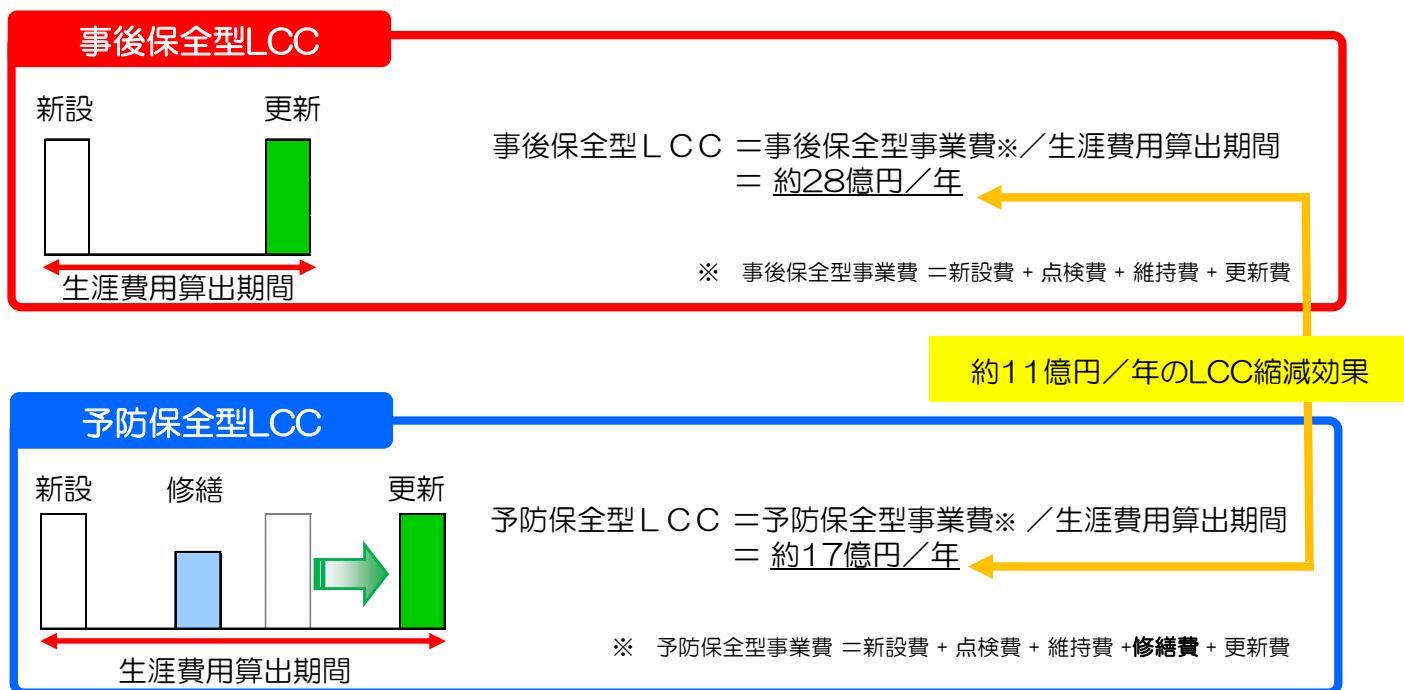 事後保全型LCC
新設 更新
生涯費用算出期間
事後保全型ＬＣＣ ＝事後保全型事業費※／生涯費用算出期間
＝ 約28億円／年
※ 事後保全型事業費 ＝新設費 + 点検費 + 維持費 + 更新費
約11億円／年のLCC縮減効果
予防保全型LCC
新設 修繕 更新
生涯費用算出期間
予防保全型ＬＣＣ ＝予防保全型事業費※ ／生涯費用算出期間
＝ 約17億円／年
※ 予防保全型事業費 ＝新設費 + 点検費 + 維持費 +修繕費 + 更新費